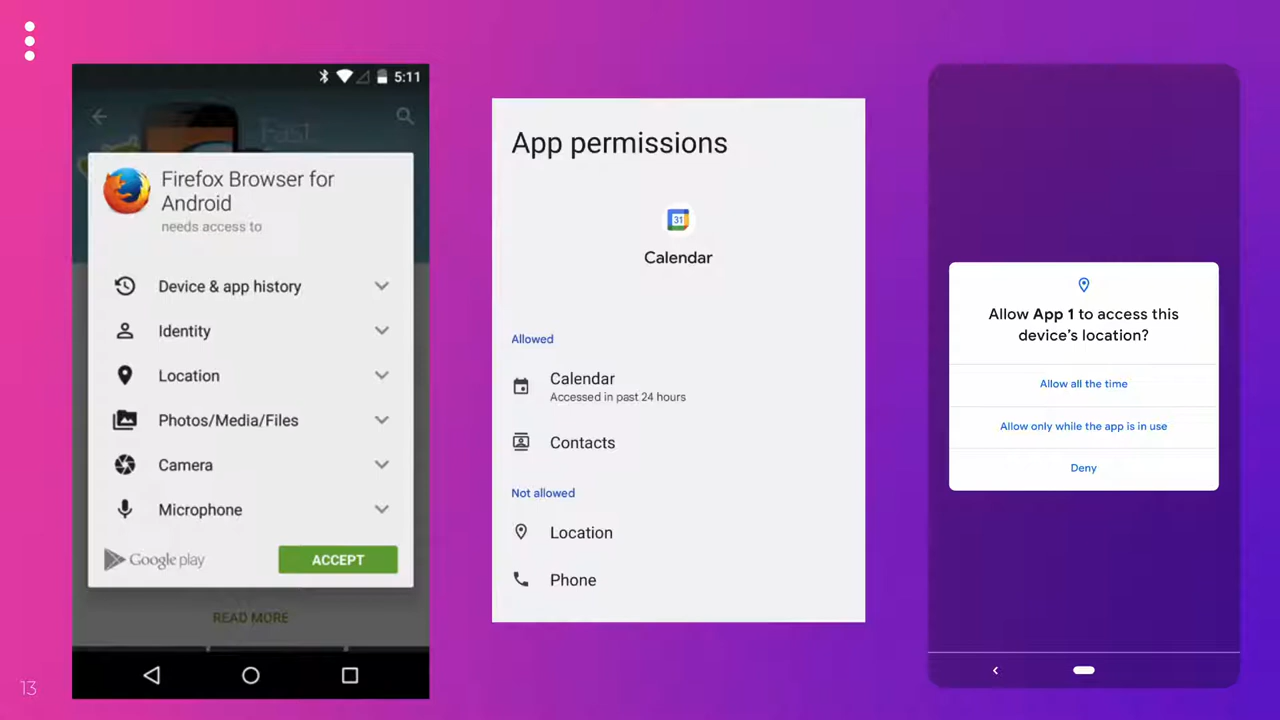 5:11
Fast
Firefox Browser for
Android
needs access to
Device & app history
Identity
Location
Photos/Media/Files
Camera
Microphone
Google play
ACCEPT
READ MORE
App permissions
31
Calendar
Allowed
Calendar
Accessed in past 24 hours
Contacts
Not allowed
Location
Phone
Allow App 1 to access this
device's location?
Allow all the time
Allow only while the app is in use
Deny
13